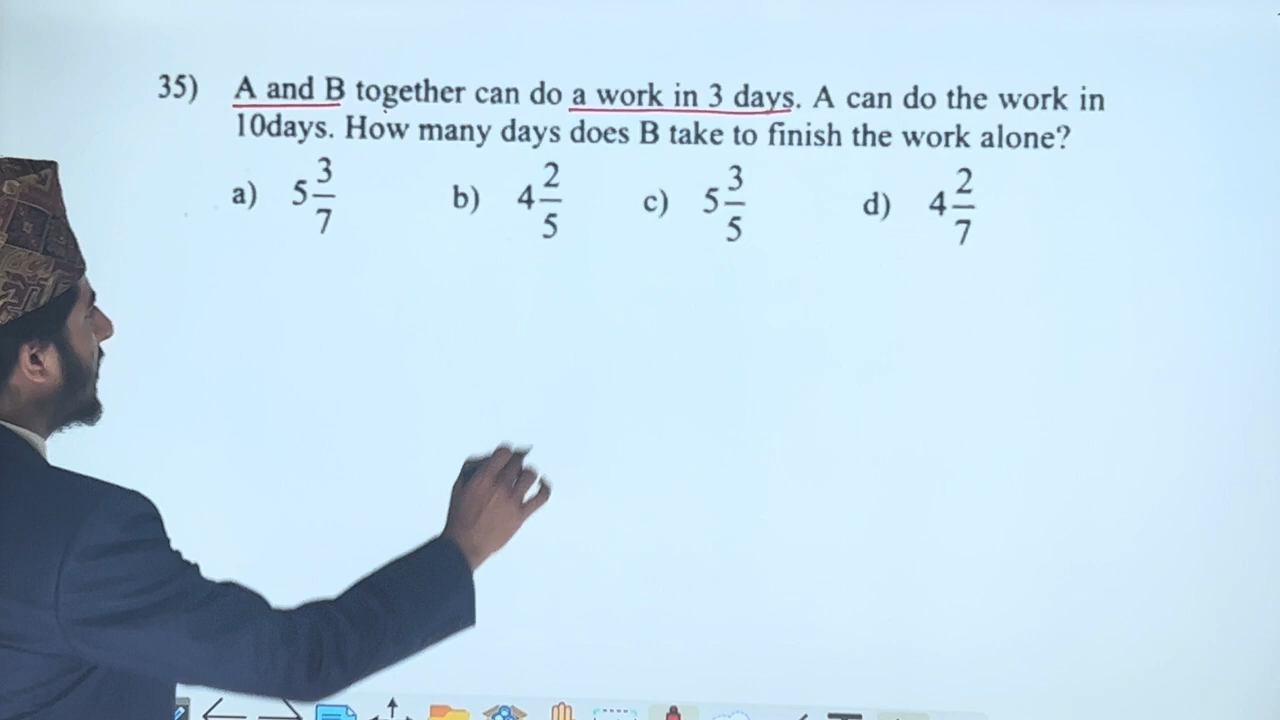 35) A and B together can do a work in 3 days. A can do the work in
10days. How many days does B take to finish the work alone?
a) 5 3/7 b) 4 2/5 c) 5 3/5 d) 4 2/7